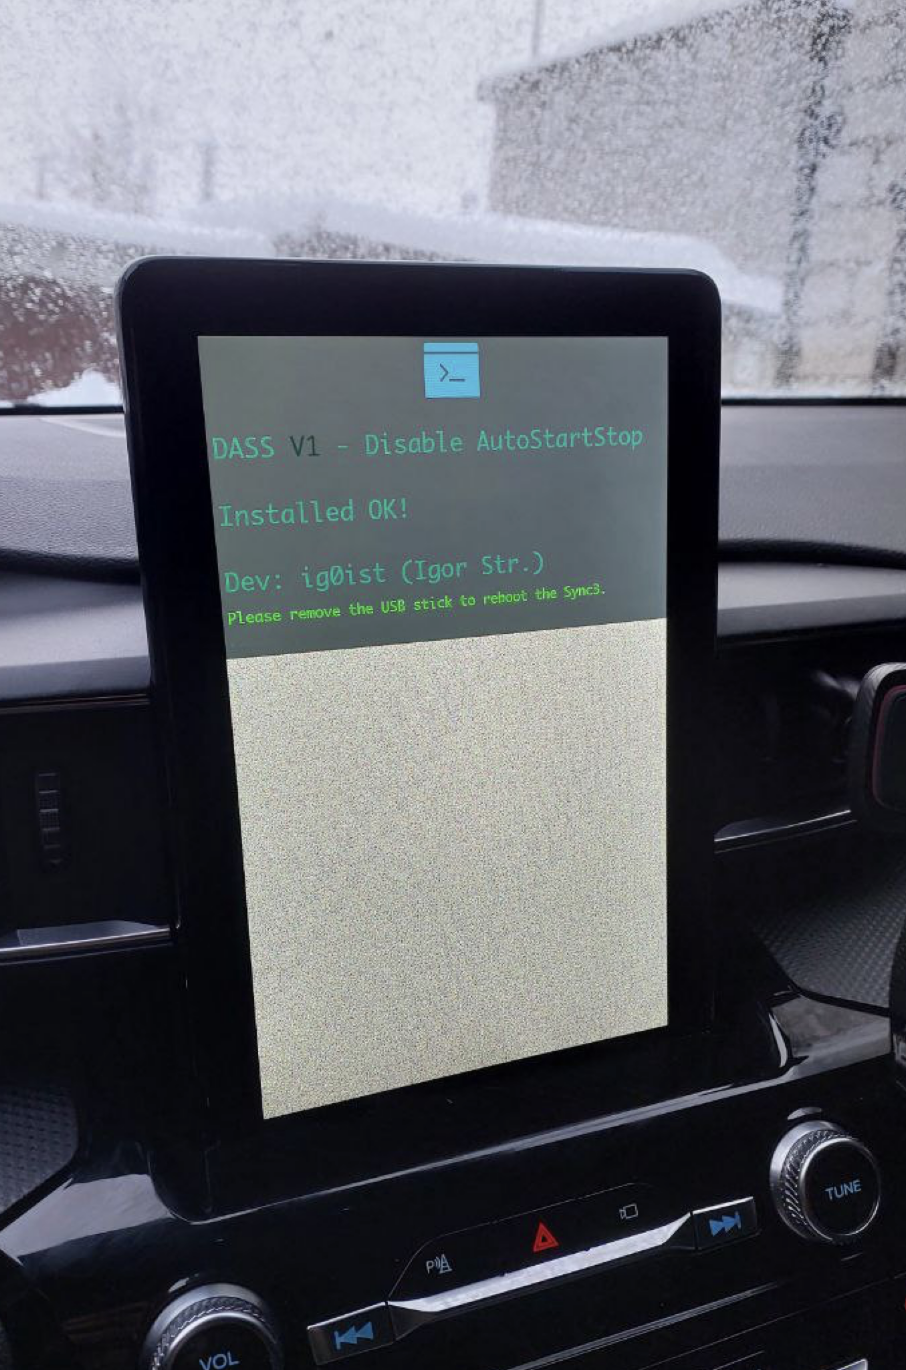 >_
DASS V1 - Disable AutoStartStop
Installed OK!
Dev: ig0ist (Igor Str.)
Please remove the USB stick to reboot the Sync3.
TUNE
P
VOL